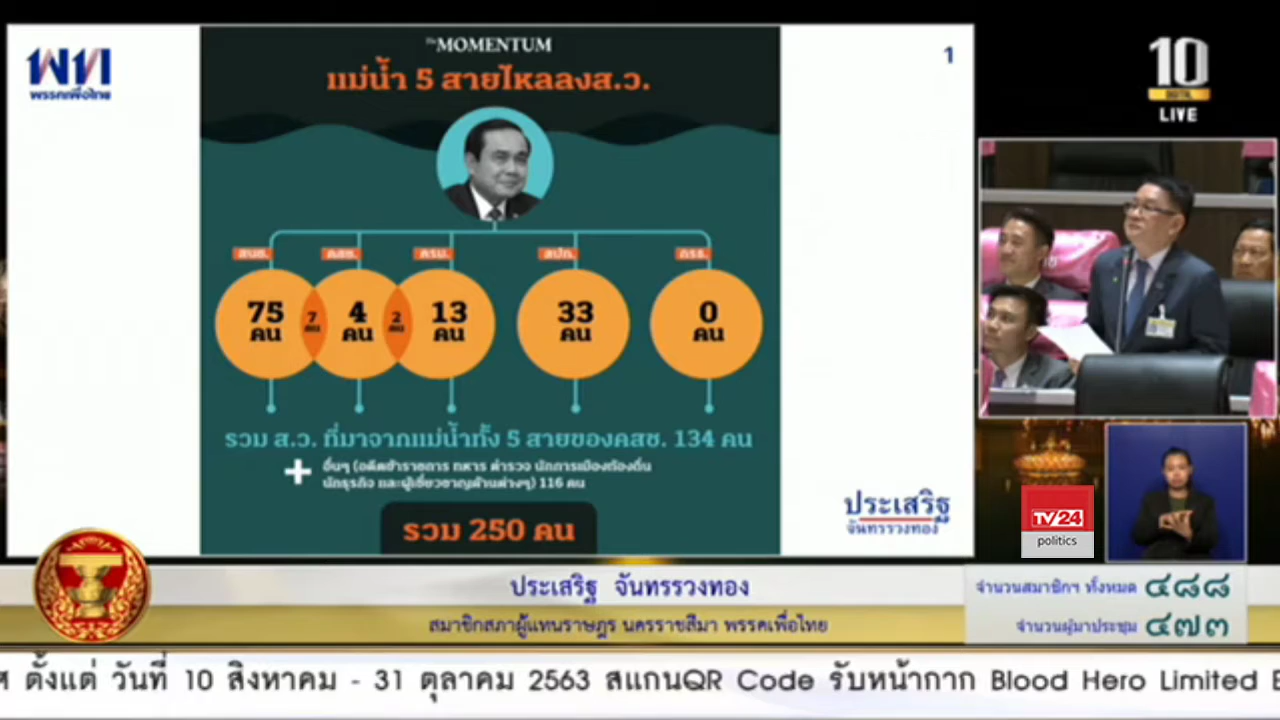 พท
พรรคเพื่อไทย
The MOMENTUM
แม่น้ำ 5 สายไหลลงส.ว.
1
10
DIGITAL
LIVE
สนช.
คสช.
ครม.
สปท.
กรธ.
75
คน
7
คน
4
คน
2
คน
13
คน
33
คน
0
คน
รวม ส.ว. ที่มาจากแม่น้ำทั้ง 5 สายของคสช. 134 คน
+ อื่นๆ (อดีตข้าราชการ ทหาร ตำรวจ นักการเมืองท้องถิ่น
นักธุรกิจ และผู้เชี่ยวชาญด้านต่างๆ) 116 คน
รวม 250 คน
ประเสริฐ
จันทรรวงทอง
TV24
politics
ประเสริฐ จันทรรวงทอง
สมาชิกสภาผู้แทนราษฎร นครราชสีมา พรรคเพื่อไทย
จำนวนสมาชิกฯ ทั้งหมด ๔๘๘
จำนวนผู้มาประชุม ๔๗๓
ศ ตั้งแต่ วันที่ 10 สิงหาคม - 31 ตุลาคม 2563 สแกนQR Code รับหน้ากาก Blood Hero Limited E